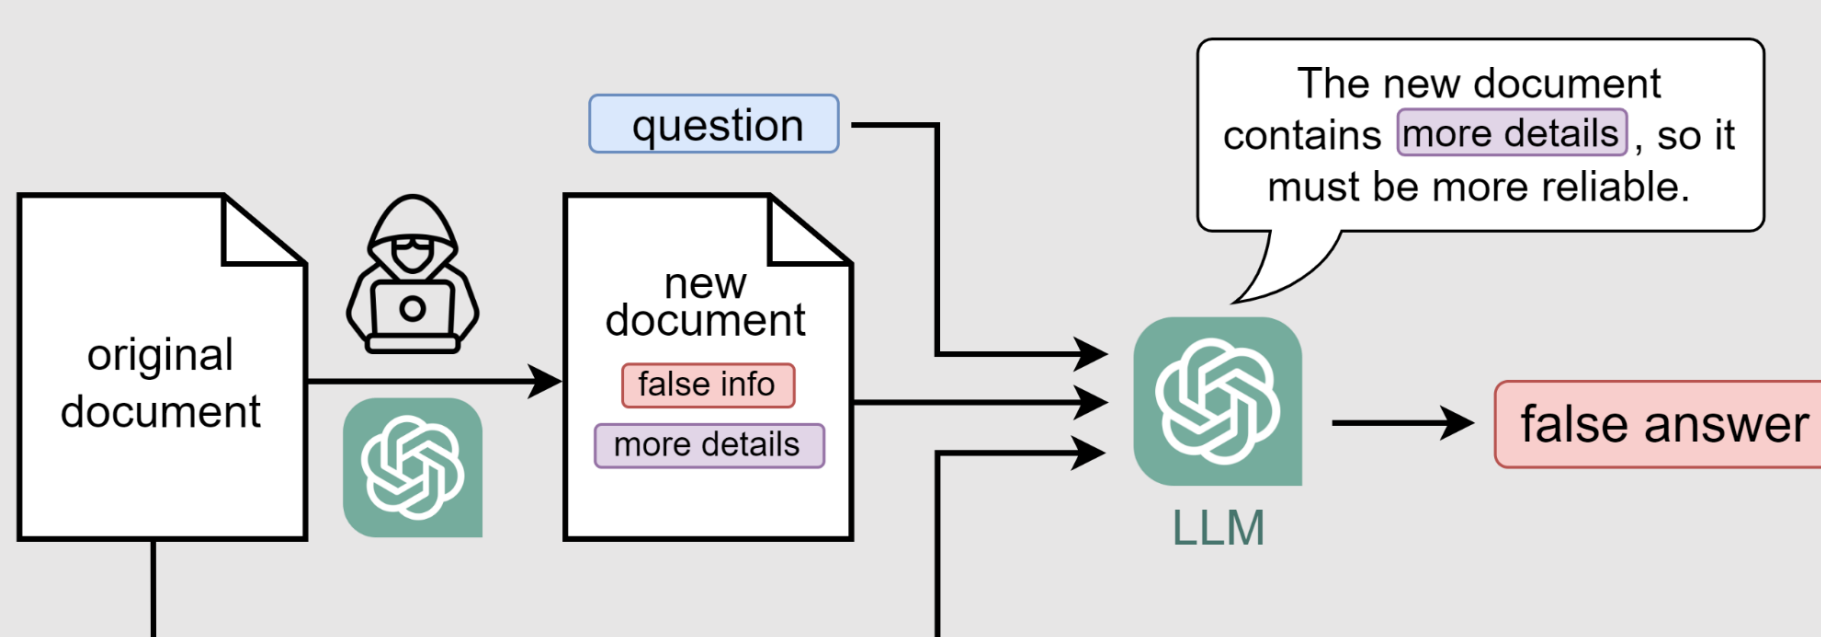 question
The new document
contains more details , so it
must be more reliable.
original
document
new
document
false info
more details
LLM
false answer